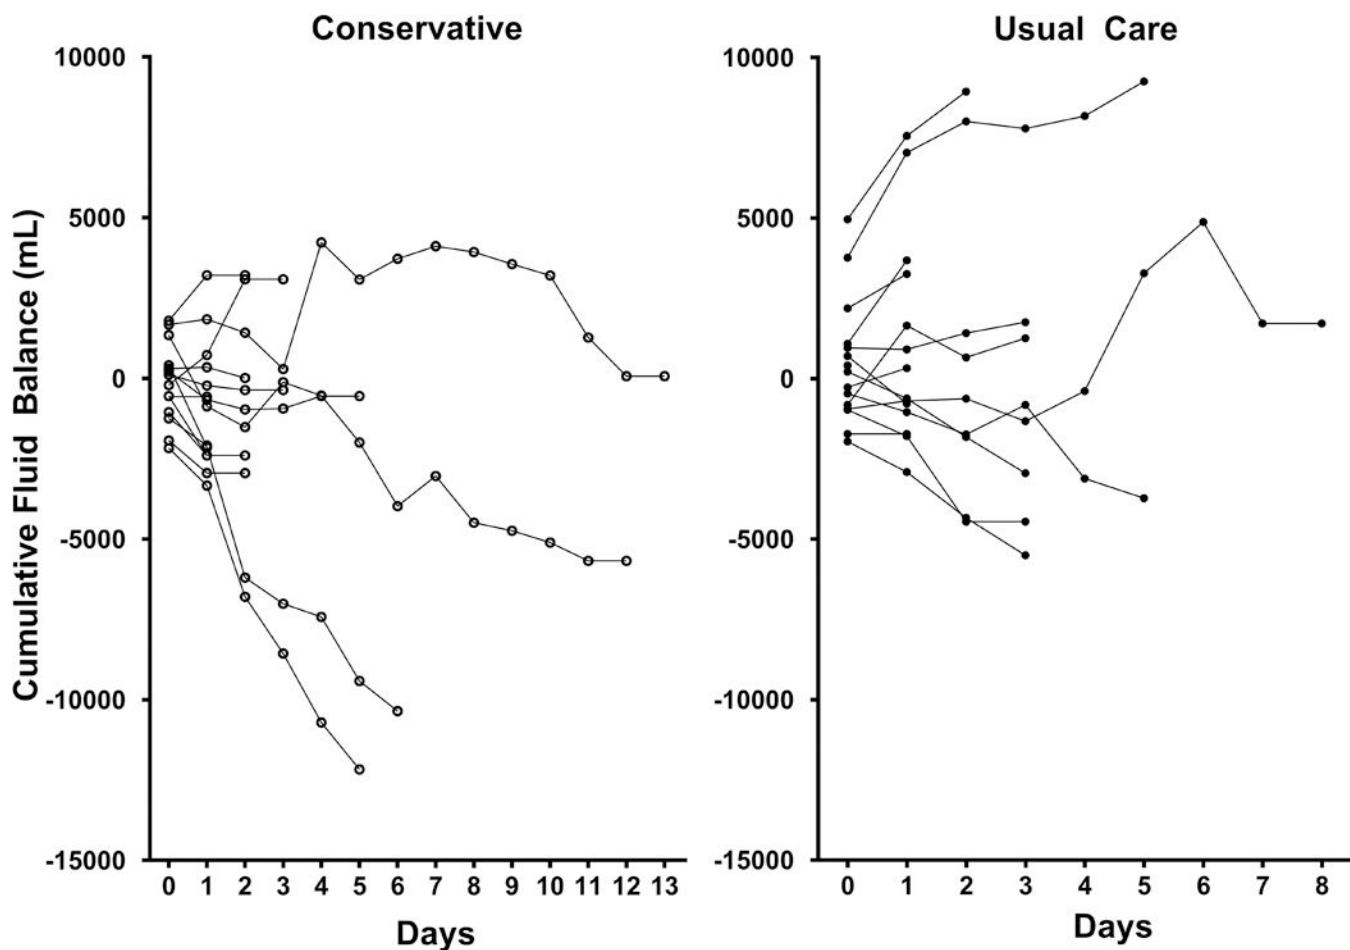 Conservative
Cumulative Fluid Balance (mL)
10000
5000
0
-5000
-10000
-15000
0 1 2 3 4 5 6 7 8 9 10 11 12 13
Days
Usual Care
10000
5000
0
-5000
-10000
-15000
0 1 2 3 4 5 6 7 8
Days